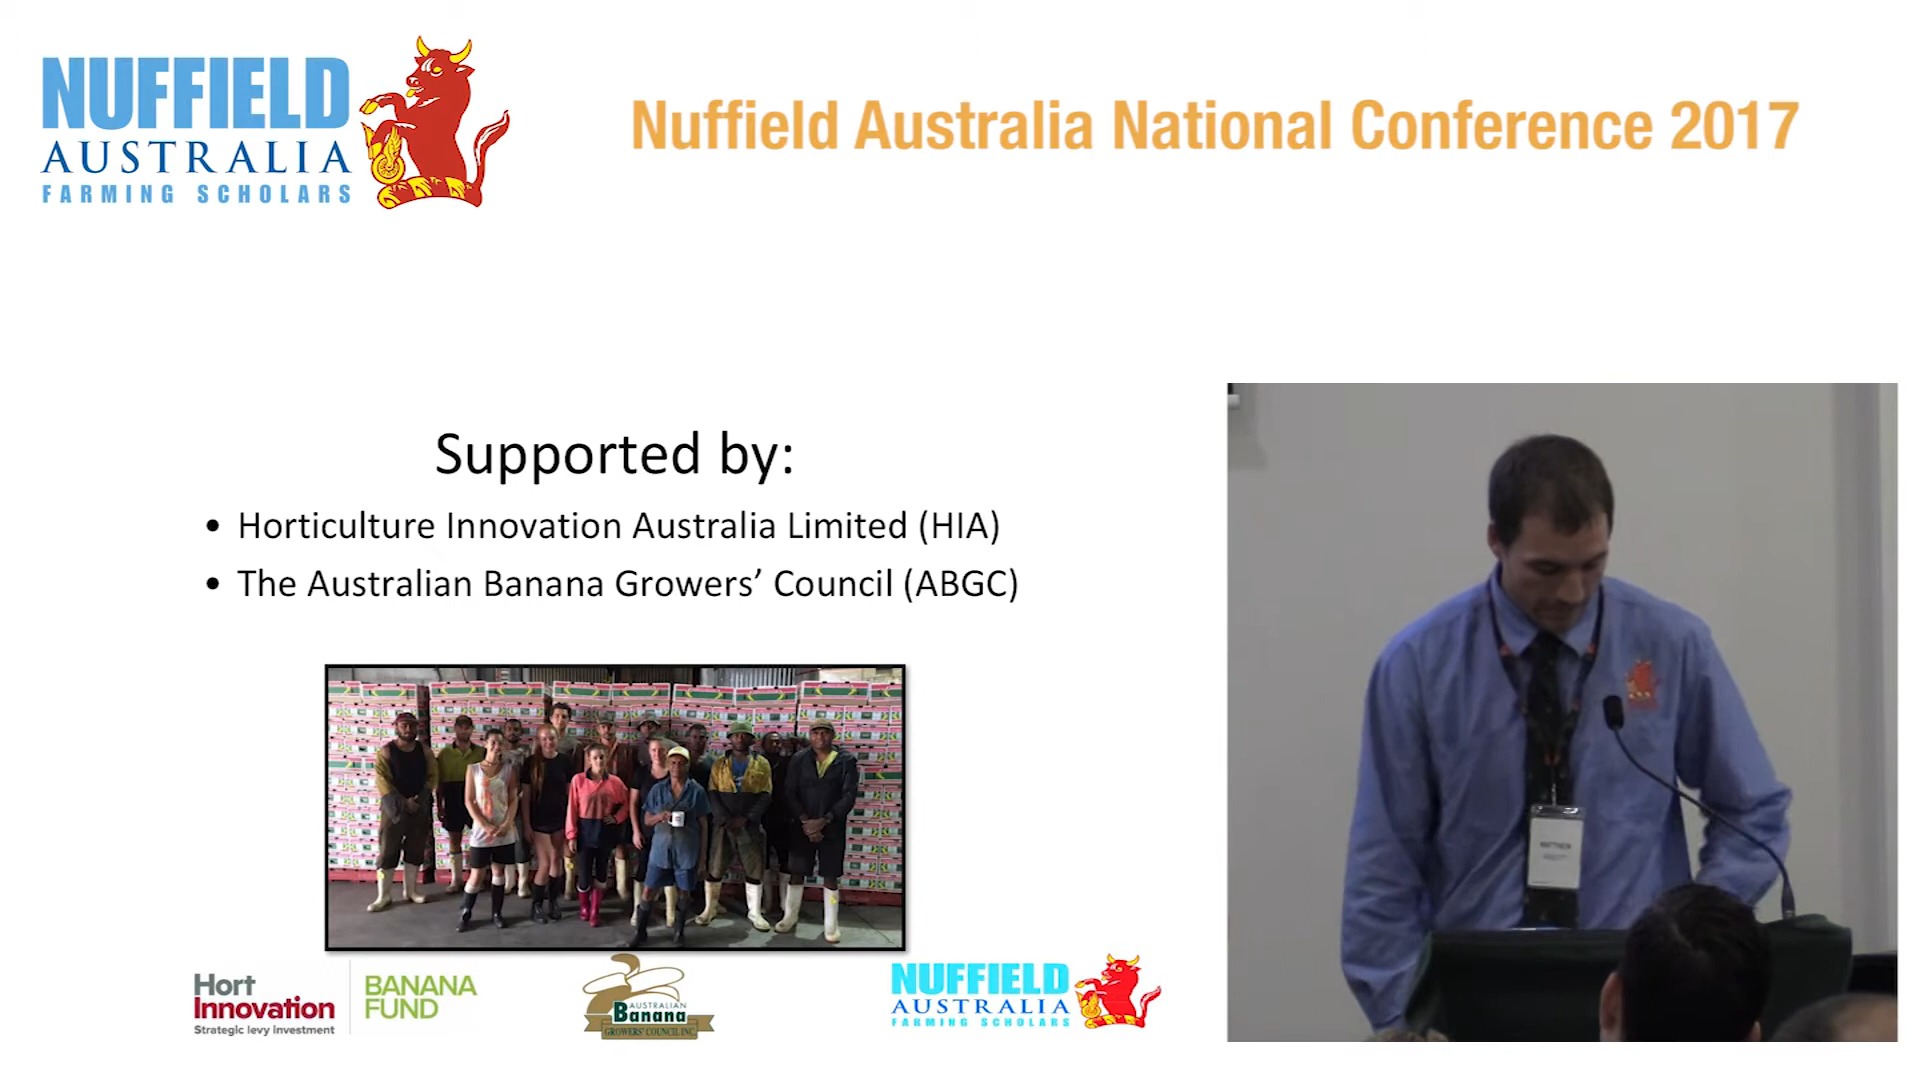 NUFFIELD
AUSTRALIA
FARMING SCHOLARS
Nuffield Australia National Conference 2017
Supported by:
• Horticulture Innovation Australia Limited (HIA)
• The Australian Banana Growers’ Council (ABGC)
MATTHEW
Hort
Innovation
Strategic levy investment
BANANA
FUND
AUSTRALIAN
Banana
GROWERS' COUNCIL INC.
NUFFIELD
AUSTRALIA
FARMING SCHOLARS